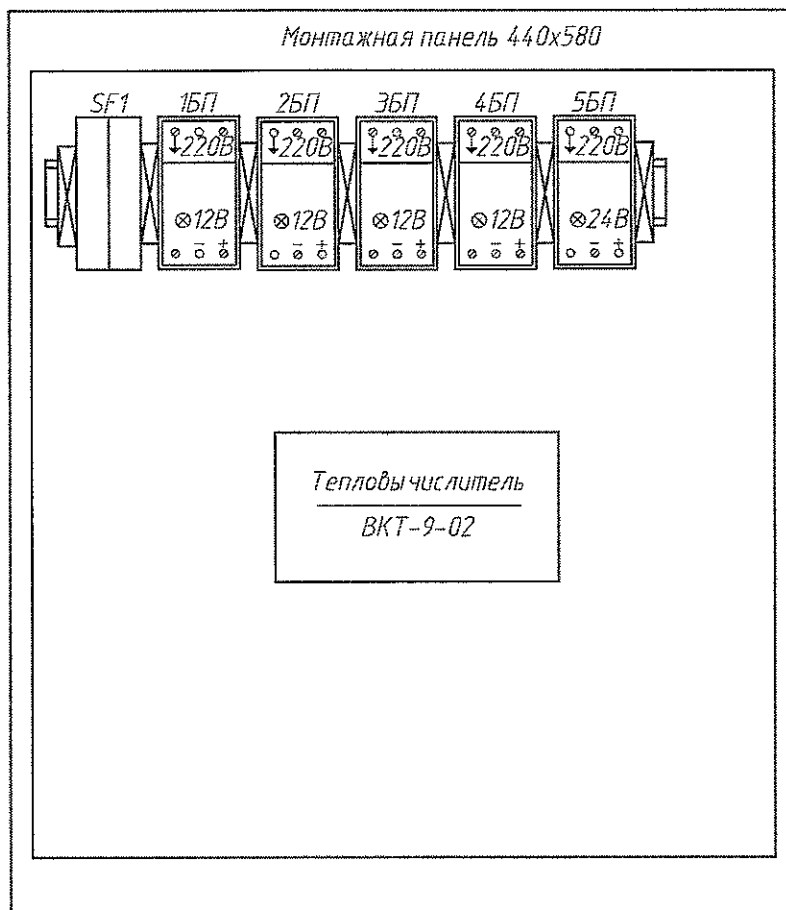 Монтажная панель 440х580
SF1 1БП 2БП 3БП 4БП 5БП
220В 220В 220В 220В 220В
12В 12В 12В 12В 24В
− + − + − + − + − +
Тепловычислитель
ВКТ-9-02